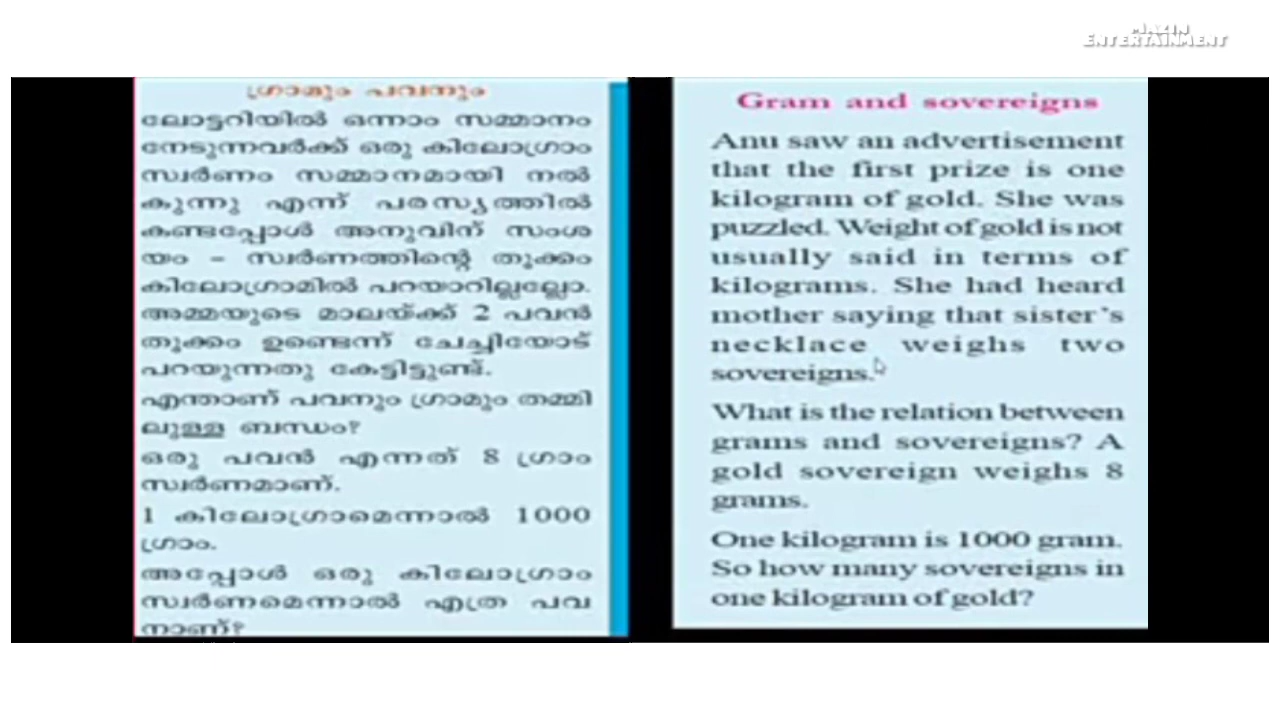 MAZIN
ENTERTAINMENT
ഗ്രാമും പവനും
ലോട്ടറിയിൽ ഒന്നാം സമ്മാനം
നേടുന്നവർക്ക് ഒരു കിലോഗ്രാം
സ്വർണം സമ്മാനമായി നൽ
കുന്നു എന്ന് പരസ്യത്തിൽ
കണ്ടപ്പോൾ അനുവിന് സംശ
യം – സ്വർണത്തിന്റെ തൂക്കം
കിലോഗ്രാമിൽ പറയാറില്ലല്ലോ.
അമ്മയുടെ മാലയ്ക്ക് 2 പവൻ
തൂക്കം ഉണ്ടെന്ന് ചേച്ചിയോട്
പറയുന്നതു കേട്ടിട്ടുണ്ട്.
എന്താണ് പവനും ഗ്രാമും തമ്മി
ലുള്ള ബന്ധം?
ഒരു പവൻ എന്നത് 8 ഗ്രാം
സ്വർണമാണ്.
1 കിലോഗ്രാമെന്നാൽ 1000
ഗ്രാം.
അപ്പോൾ ഒരു കിലോഗ്രാം
സ്വർണമെന്നാൽ എത്ര പവ
നാണ്?
Gram and sovereigns
Anu saw an advertisement
that the first prize is one
kilogram of gold. She was
puzzled. Weight of gold is not
usually said in terms of
kilograms. She had heard
mother saying that sister's
necklace weighs two
sovereigns.
What is the relation between
grams and sovereigns? A
gold sovereign weighs 8
grams.
One kilogram is 1000 gram.
So how many sovereigns in
one kilogram of gold?